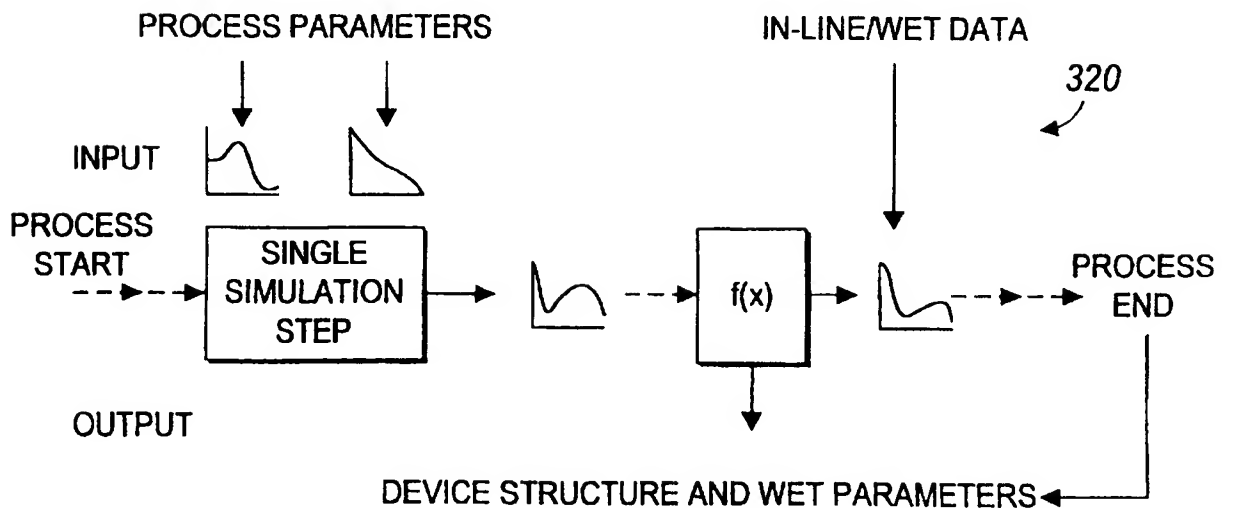 PROCESS PARAMETERS
IN-LINE/WET DATA
320
INPUT
PROCESS
START
SINGLE
SIMULATION
STEP
f(x)
PROCESS
END
OUTPUT
DEVICE STRUCTURE AND WET PARAMETERS